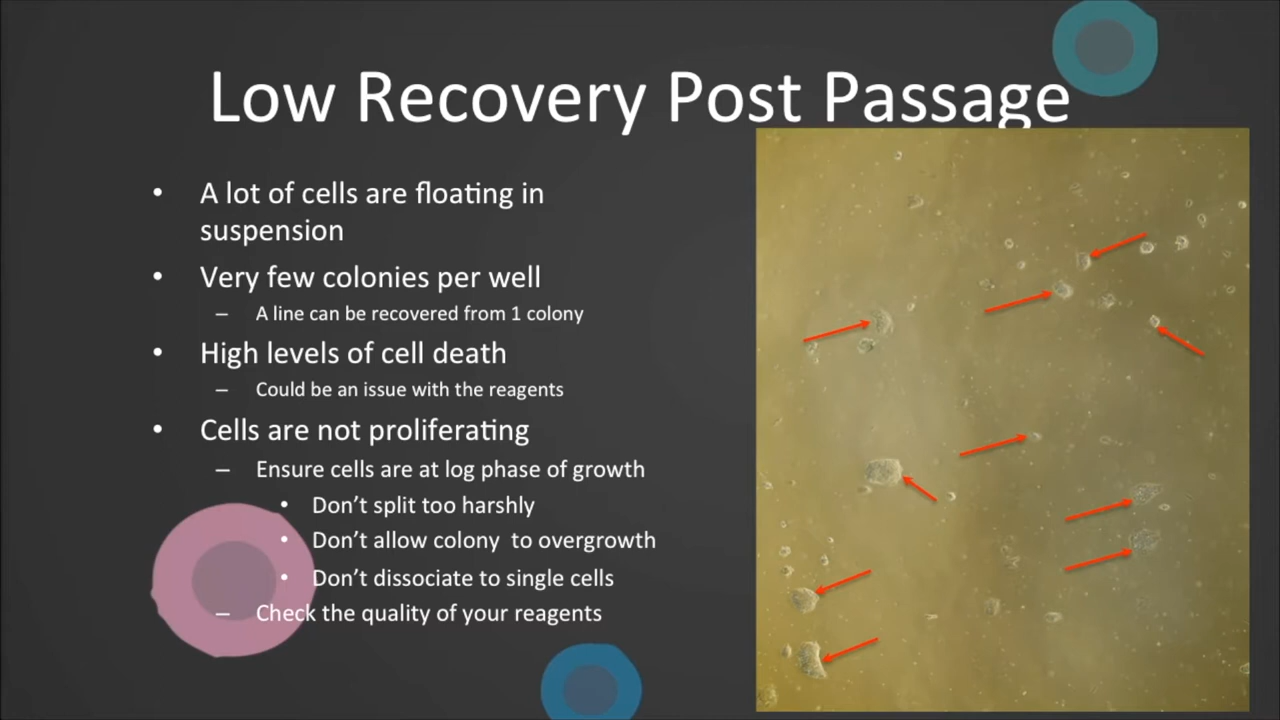 Low Recovery Post Passage
• A lot of cells are floating in
suspension
• Very few colonies per well
– A line can be recovered from 1 colony
• High levels of cell death
– Could be an issue with the reagents
• Cells are not proliferating
– Ensure cells are at log phase of growth
• Don’t split too harshly
• Don’t allow colony to overgrowth
• Don’t dissociate to single cells
– Check the quality of your reagents